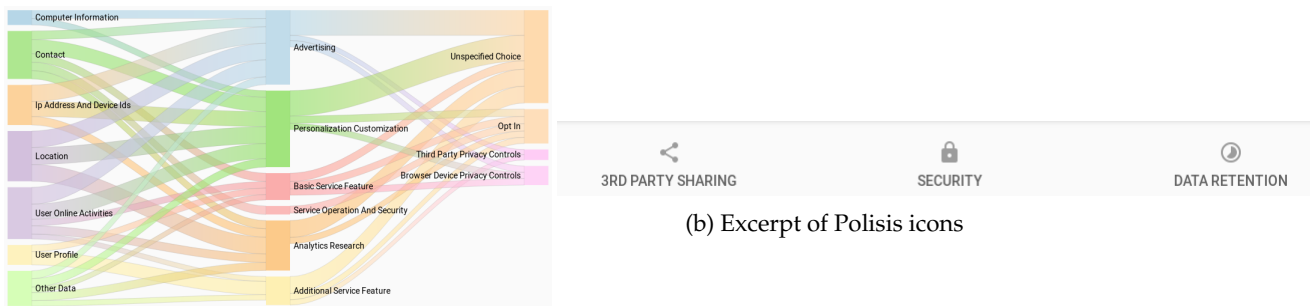 Computer Information
Contact
Ip Address And Device Ids
Location
User Online Activities
User Profile
Other Data
Advertising
Personalization Customization
Basic Service Feature
Service Operation And Security
Analytics Research
Additional Service Feature
Unspecified Choice
Opt In
Third Party Privacy Controls
Browser Device Privacy Controls
3RD PARTY SHARING
SECURITY
DATA RETENTION
(b) Excerpt of Polisis icons